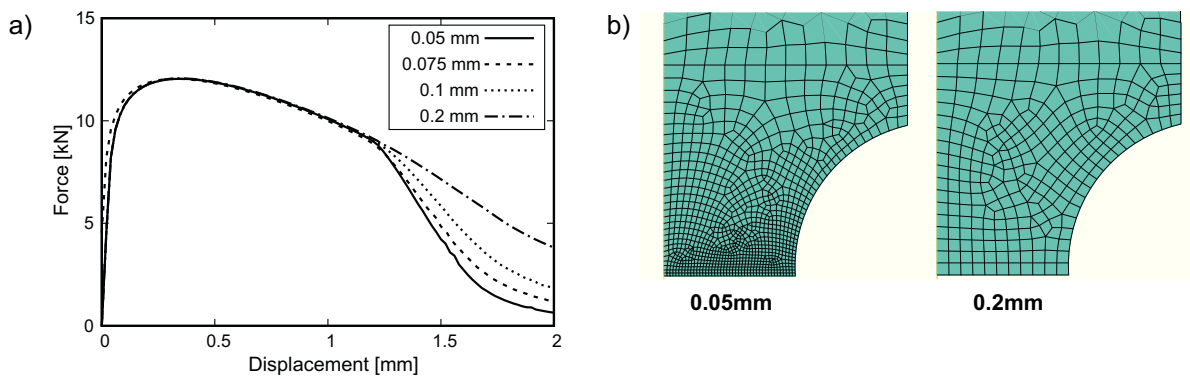 a)
Force [kN]
15
10
5
0
0.05 mm
0.075 mm
0.1 mm
0.2 mm
0
0.5
1
1.5
2
Displacement [mm]
b)
0.05mm
0.2mm